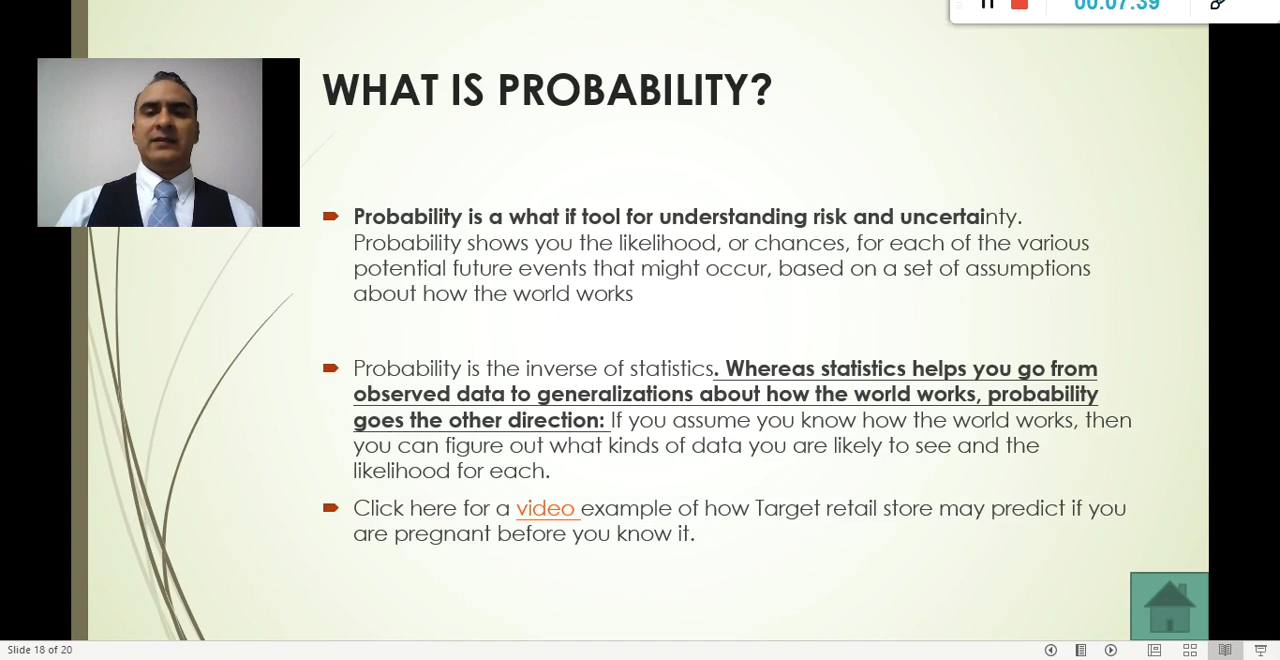 00:07:39
WHAT IS PROBABILITY?
Probability is a what if tool for understanding risk and uncertainty.
Probability shows you the likelihood, or chances, for each of the various
potential future events that might occur, based on a set of assumptions
about how the world works
Probability is the inverse of statistics. Whereas statistics helps you go from
observed data to generalizations about how the world works, probability
goes the other direction: If you assume you know how the world works, then
you can figure out what kinds of data you are likely to see and the
likelihood for each.
Click here for a video example of how Target retail store may predict if you
are pregnant before you know it.
Slide 18 of 20